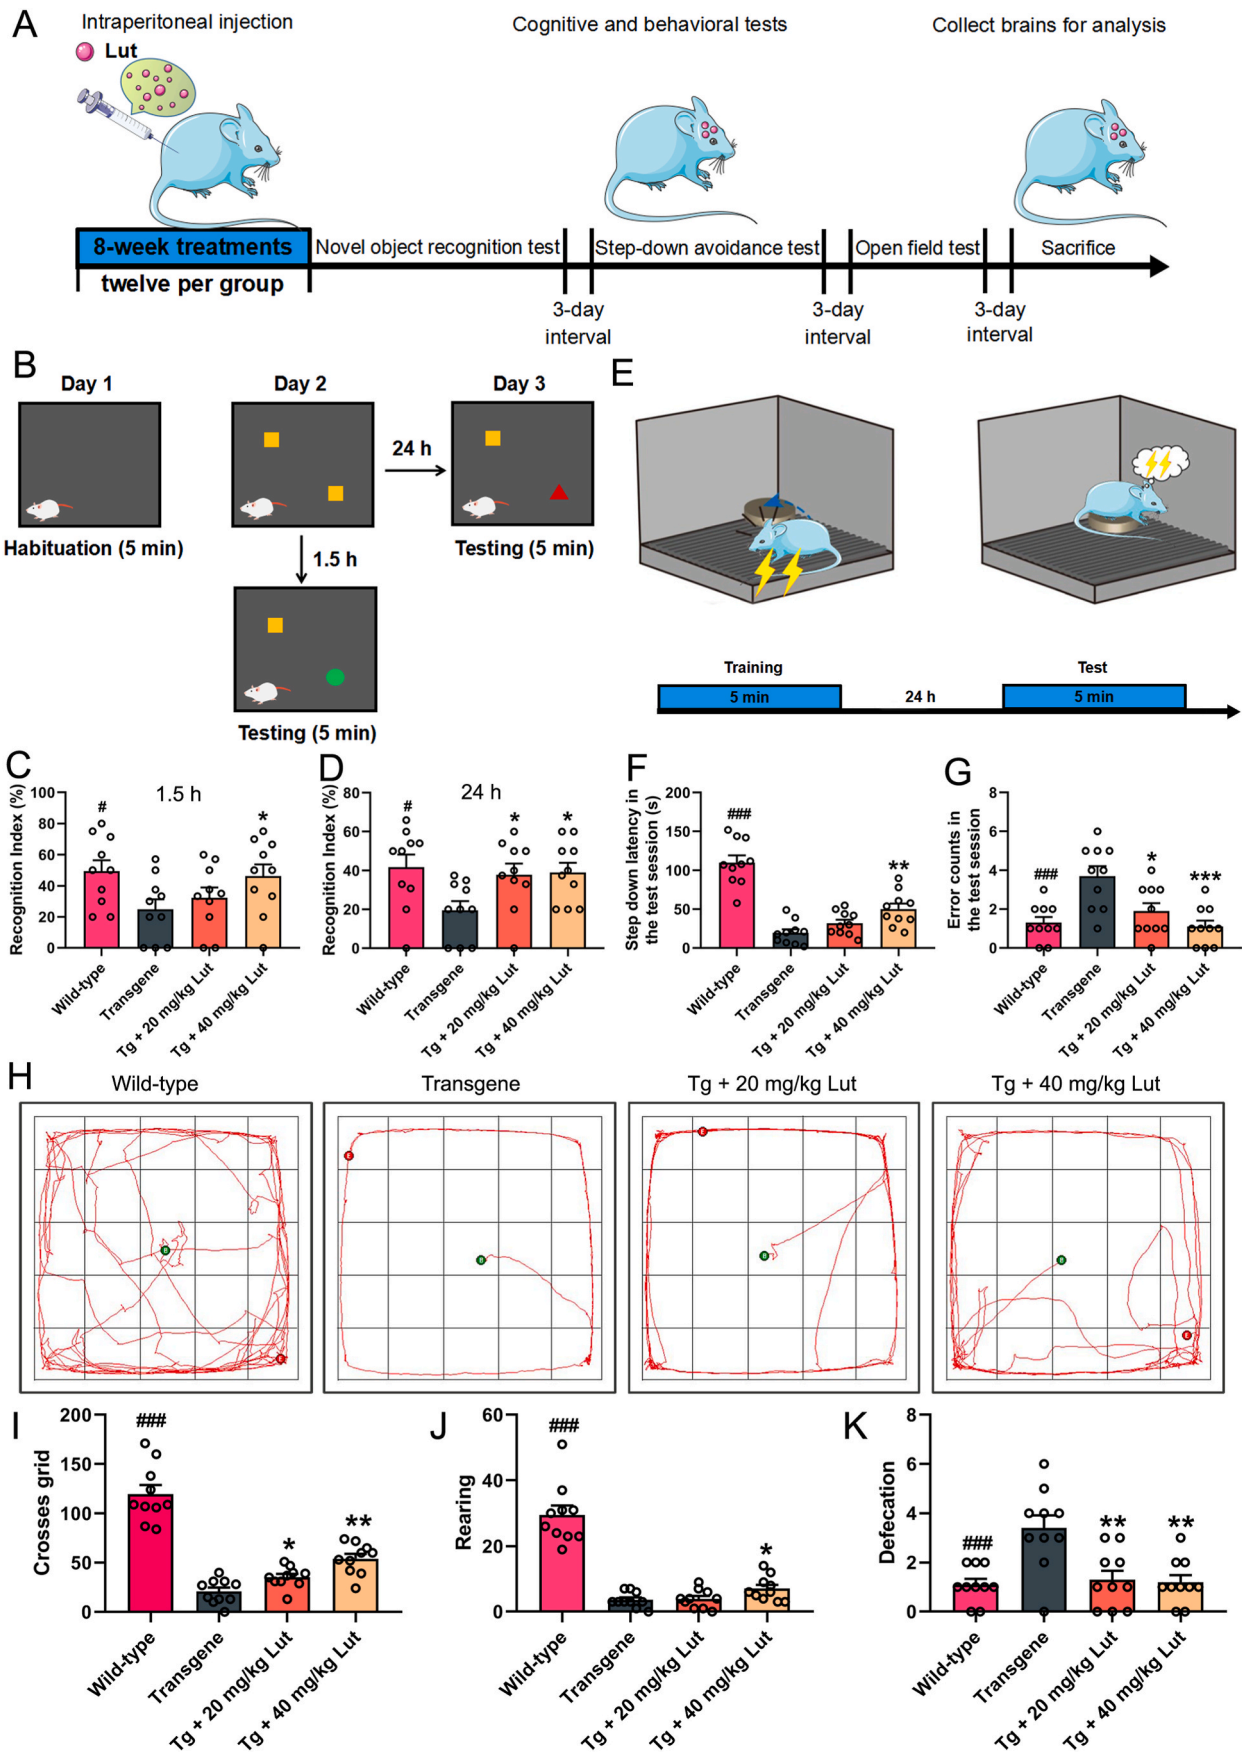 A
Intraperitoneal injection
Cognitive and behavioral tests
Collect brains for analysis
Lut
8-week treatments
Novel object recognition test
Step-down avoidance test
Open field test
Sacrifice
twelve per group
3-day
interval
3-day
interval
3-day
interval
B
Day 1
Day 2
Day 3
24 h
Habituation (5 min)
Testing (5 min)
1.5 h
Testing (5 min)
E
Training
Test
5 min
24 h
5 min
C
1.5 h
Recognition Index (%)
100
80
60
40
20
0
#
*
Wild-type
Transgene
Tg + 20 mg/kg Lut
Tg + 40 mg/kg Lut
D
24 h
Recognition Index (%)
80
60
40
20
0
#
*
*
Wild-type
Transgene
Tg + 20 mg/kg Lut
Tg + 40 mg/kg Lut
F
Step down latency in
the test session (s)
200
150
100
50
0
###
**
Wild-type
Transgene
Tg + 20 mg/kg Lut
Tg + 40 mg/kg Lut
G
Error counts in
the test session
8
6
4
2
0
###
*
***
Wild-type
Transgene
Tg + 20 mg/kg Lut
Tg + 40 mg/kg Lut
H
Wild-type
Transgene
Tg + 20 mg/kg Lut
Tg + 40 mg/kg Lut
B
E
B
E
B
E
B
E
I
Crosses grid
200
150
100
50
0
###
*
**
Wild-type
Transgene
Tg + 20 mg/kg Lut
Tg + 40 mg/kg Lut
J
Rearing
60
40
20
0
###
*
Wild-type
Transgene
Tg + 20 mg/kg Lut
Tg + 40 mg/kg Lut
K
Defecation
8
6
4
2
0
###
**
**
Wild-type
Transgene
Tg + 20 mg/kg Lut
Tg + 40 mg/kg Lut